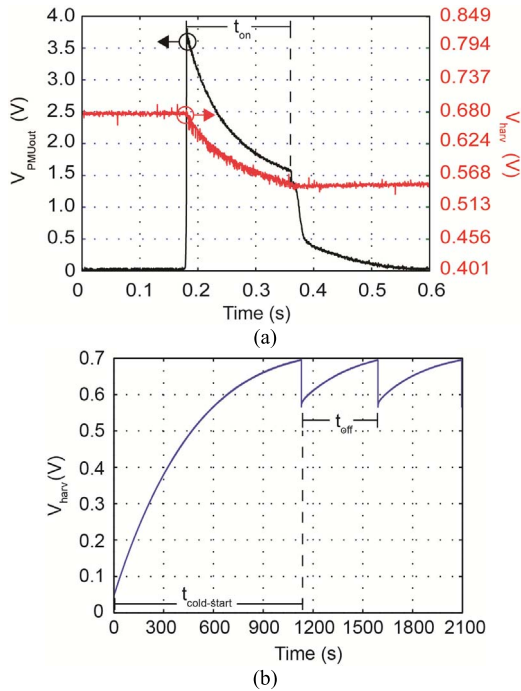 4.0
3.5
3.0
2.5
2.0
1.5
1.0
0.5
0
V_PMUout (V)
0.849
0.794
0.737
0.680
0.624
0.568
0.513
0.456
0.401
V_harv (V)
t_on
0 0.1 0.2 0.3 0.4 0.5 0.6
Time (s)
(a)
0.7
0.6
0.5
0.4
0.3
0.2
0.1
0
V_harv (V)
t_off
t_cold-start
0 300 600 900 1200 1500 1800 2100
Time (s)
(b)